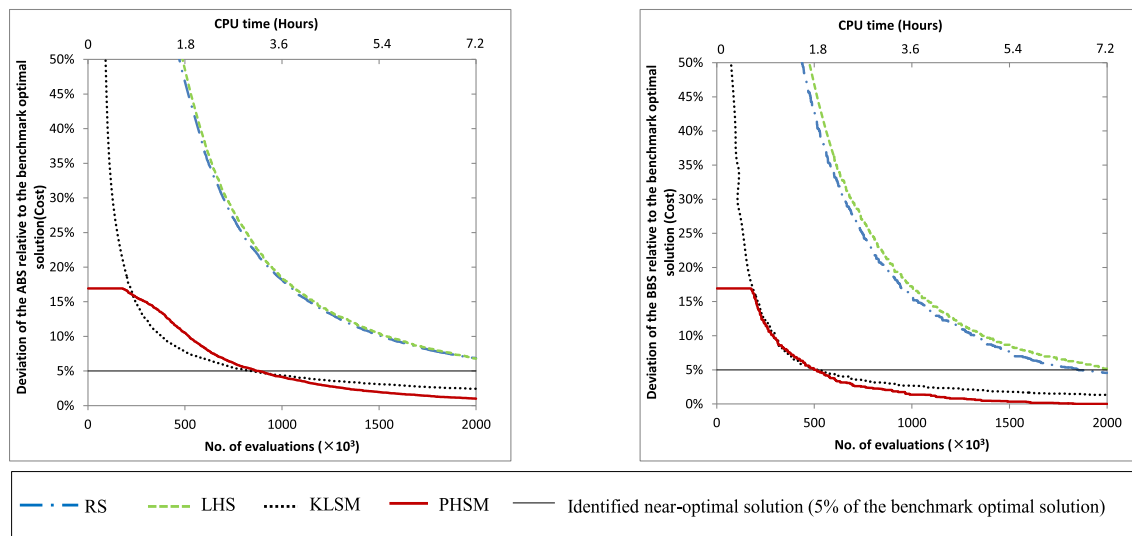 CPU time (Hours)
0 1.8 3.6 5.4 7.2
Deviation of the ABS relative to the benchmark optimal
solution(Cost)
50%
45%
40%
35%
30%
25%
20%
15%
10%
5%
0%
0 500 1000 1500 2000
No. of evaluations (×10³)
CPU time (Hours)
0 1.8 3.6 5.4 7.2
Deviation of the BBS relative to the benchmark optimal
solution (Cost)
50%
45%
40%
35%
30%
25%
20%
15%
10%
5%
0%
0 500 1000 1500 2000
No. of evaluations (×10³)
RS LHS KLSM PHSM Identified near-optimal solution (5% of the benchmark optimal solution)